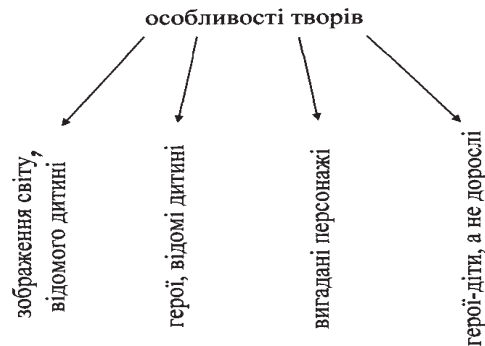 особливості творів
зображення світу,
відомого дитині
герої, відомі дитині
вигадані персонажі
герої-діти, а не дорослі